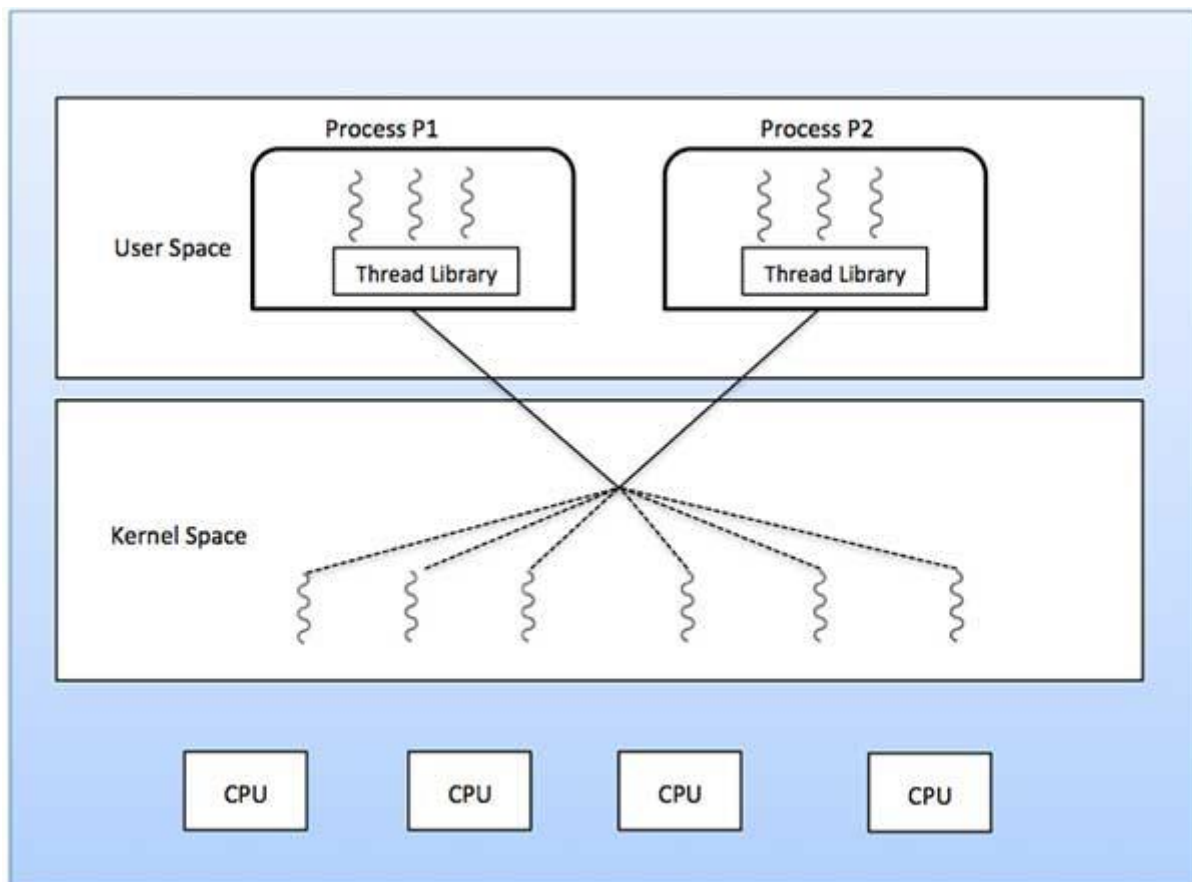 Process P1
Process P2
User Space
Thread Library
Thread Library
Kernel Space
CPU
CPU
CPU
CPU